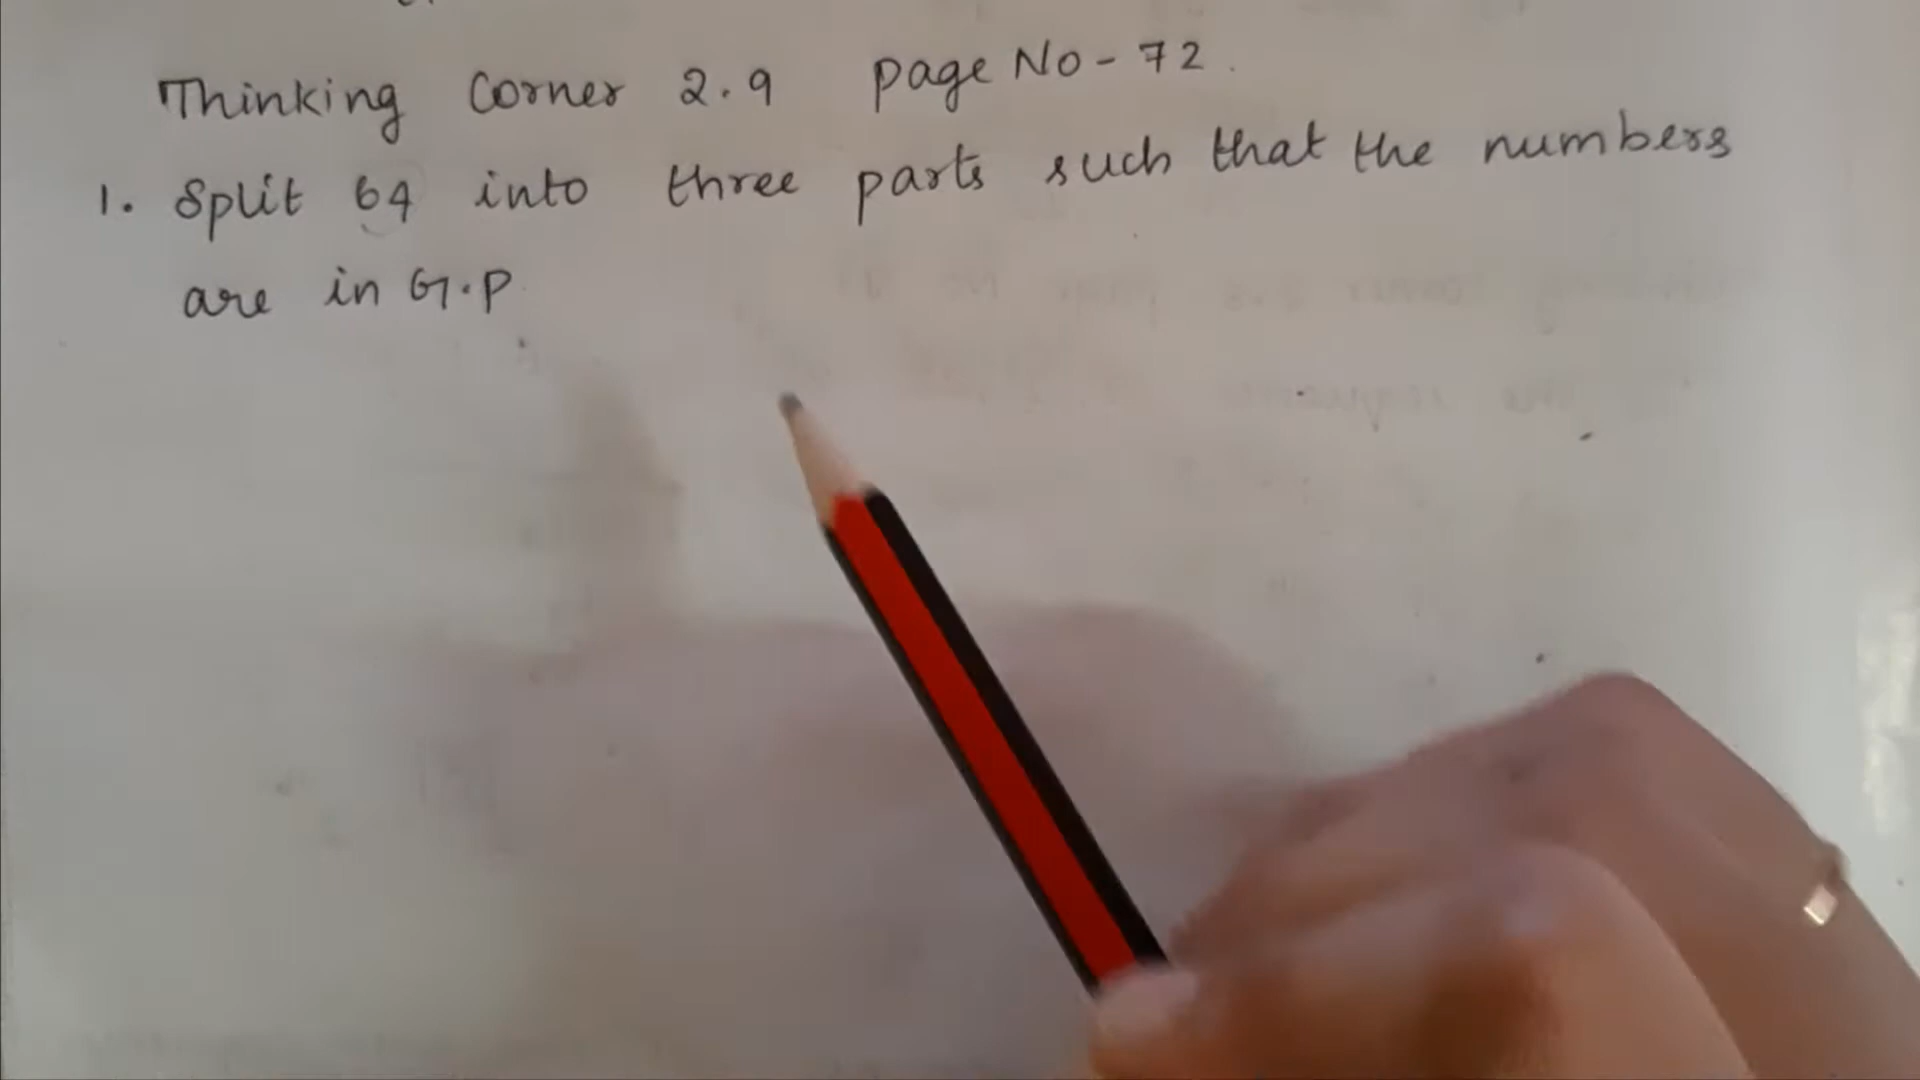 Thinking Corner 2.9 page No - 72.
1. Split 64 into three parts such that the numbers
are in G.P